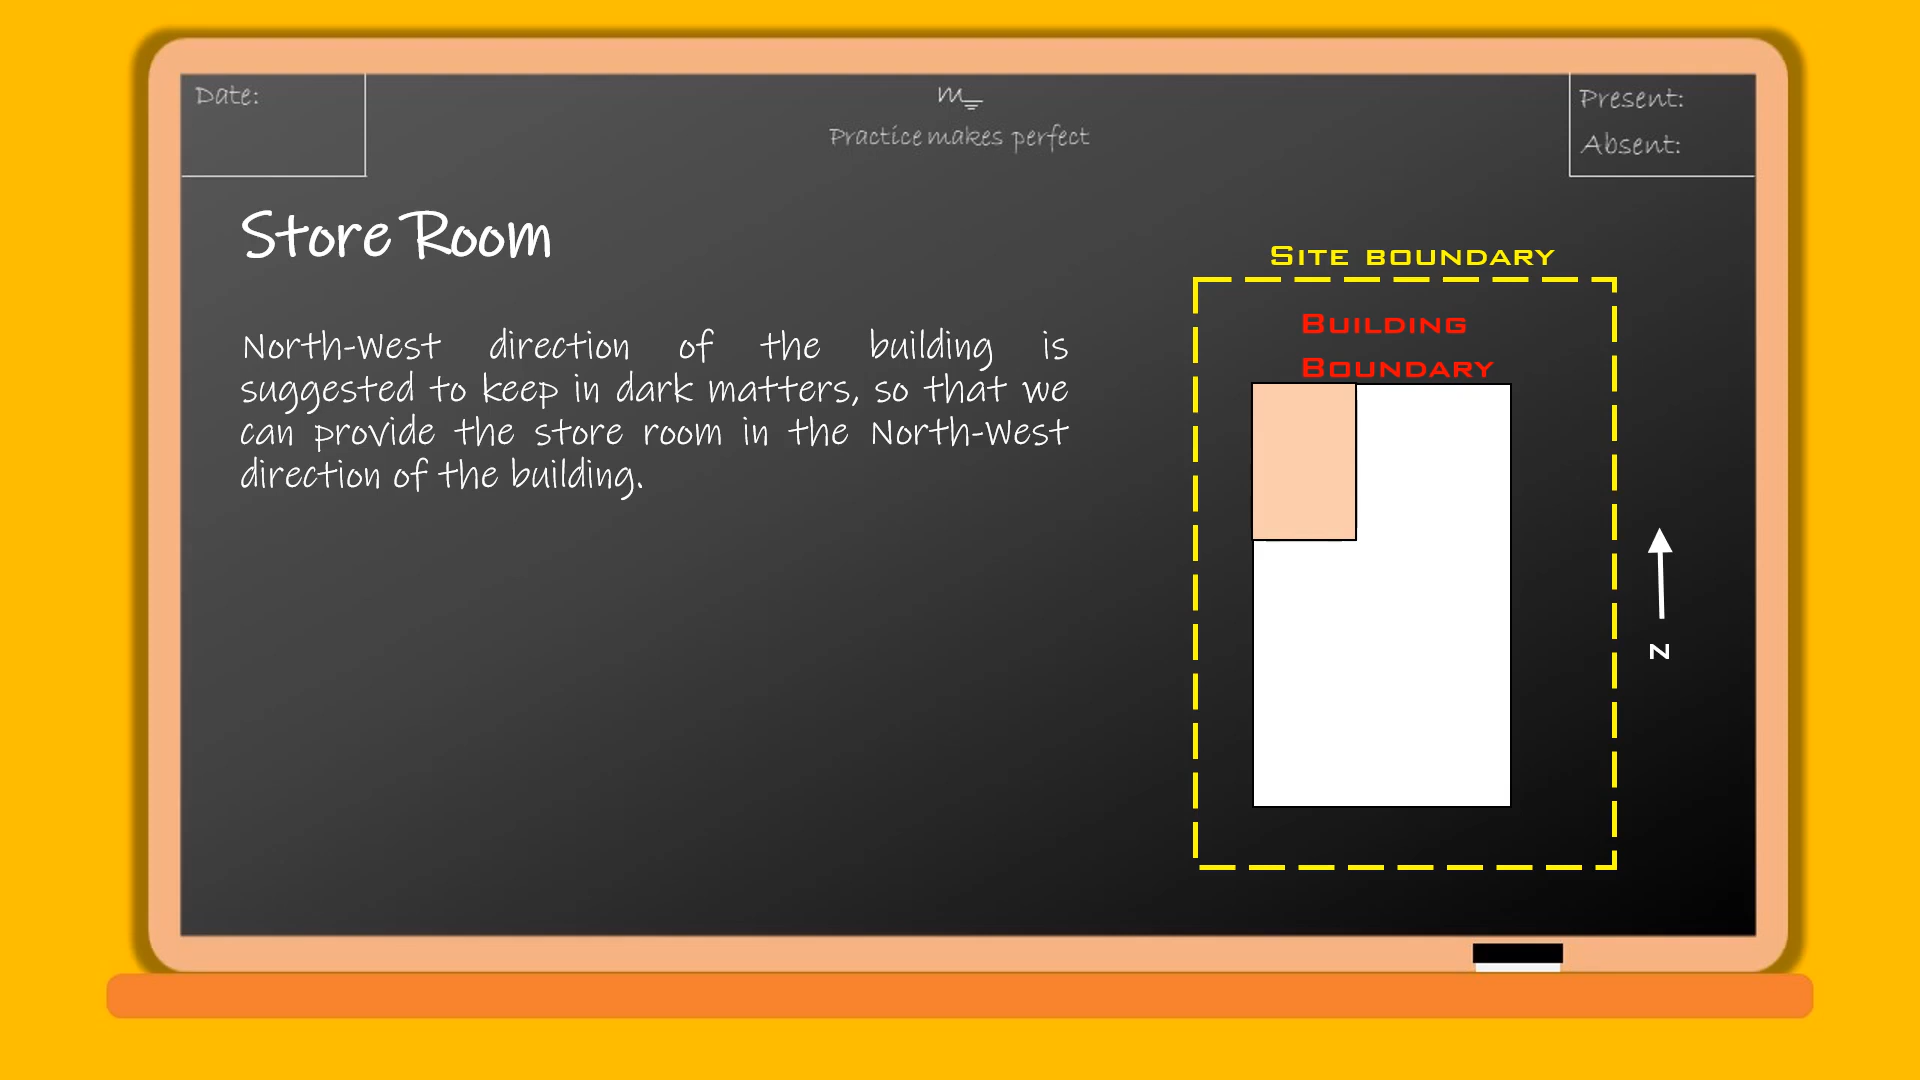 Date:
m
Practice makes perfect
Present:
Absent:
Store Room
North-West direction of the building is
suggested to keep in dark matters, so that we
can provide the store room in the North-West
direction of the building.
SITE BOUNDARY
BUILDING
BOUNDARY
N